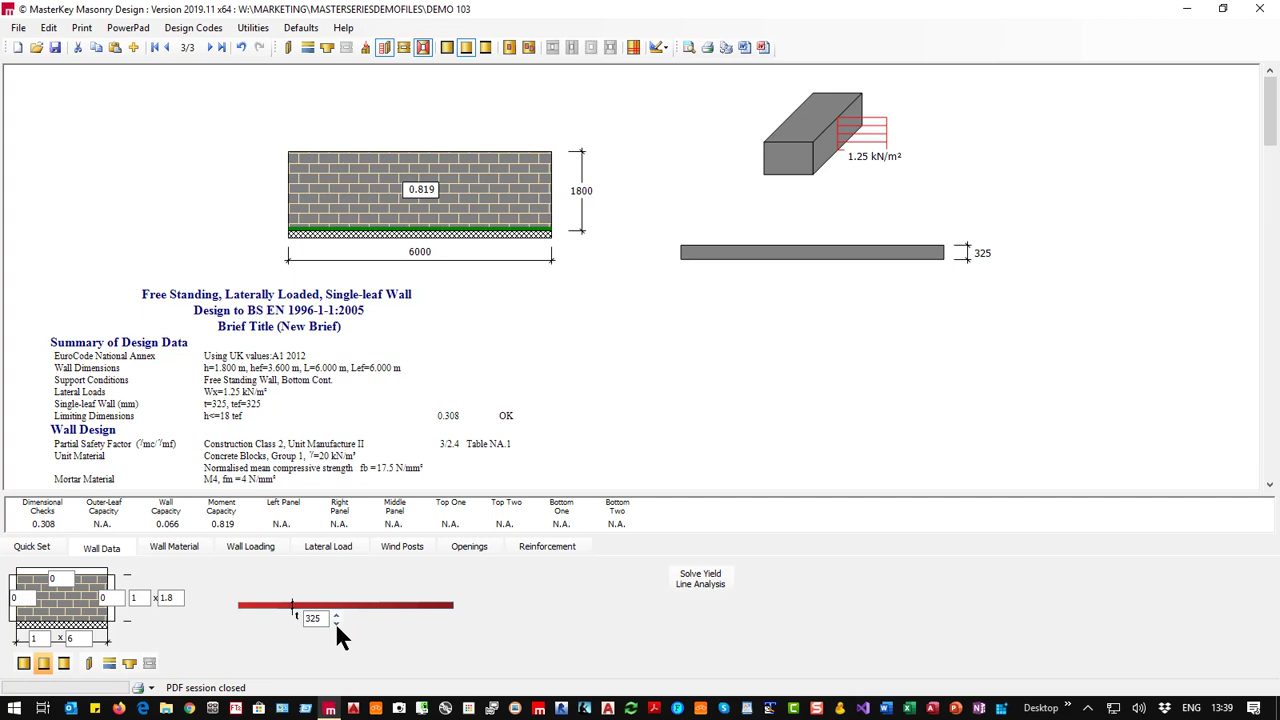 MasterKey Masonry Design : Version 2019.11 x64 : W:\MARKETING\MASTERSERIESDEMOFILES\DEMO 103
File Edit Print PowerPad Design Codes Utilities Defaults Help
3/3
1.25 kN/m²
0.819
1800
6000
325
Free Standing, Laterally Loaded, Single-leaf Wall
Design to BS EN 1996-1-1:2005
Brief Title (New Brief)
Summary of Design Data
EuroCode National Annex Using UK values:A1 2012
Wall Dimensions h=1.800 m, hef=3.600 m, L=6.000 m, Lef=6.000 m
Support Conditions Free Standing Wall, Bottom Cont.
Lateral Loads Wx=1.25 kN/m²
Single-leaf Wall (mm) t=325, tef=325
Limiting Dimensions h<=18 tef 0.308 OK
Wall Design
Partial Safety Factor (ˠmc/ˠmf) Construction Class 2, Unit Manufacture II 3/2.4 Table NA.1
Unit Material Concrete Blocks, Group 1, ˠ=20 kN/m³
Normalised mean compressive strength fb =17.5 N/mm²
Mortar Material M4, fm =4 N/mm²
Dimensional Checks Outer-Leaf Capacity Wall Capacity Moment Capacity Left Panel Right Panel Middle Panel Top One Top Two Bottom One Bottom Two
0.308 N.A. 0.066 0.819 N.A. N.A. N.A. N.A. N.A. N.A. N.A.
Quick Set Wall Data Wall Material Wall Loading Lateral Load Wind Posts Openings Reinforcement
0
0 0 1 x 1.8
1 x 6
t 325
Solve Yield
Line Analysis
PDF session closed
Desktop ENG 13:39